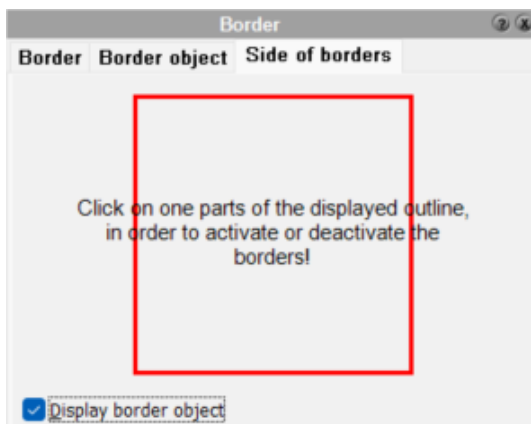 Border
Border Border object Side of borders
Click on one parts of the displayed outline,
in order to activate or deactivate the
borders!
Display border object